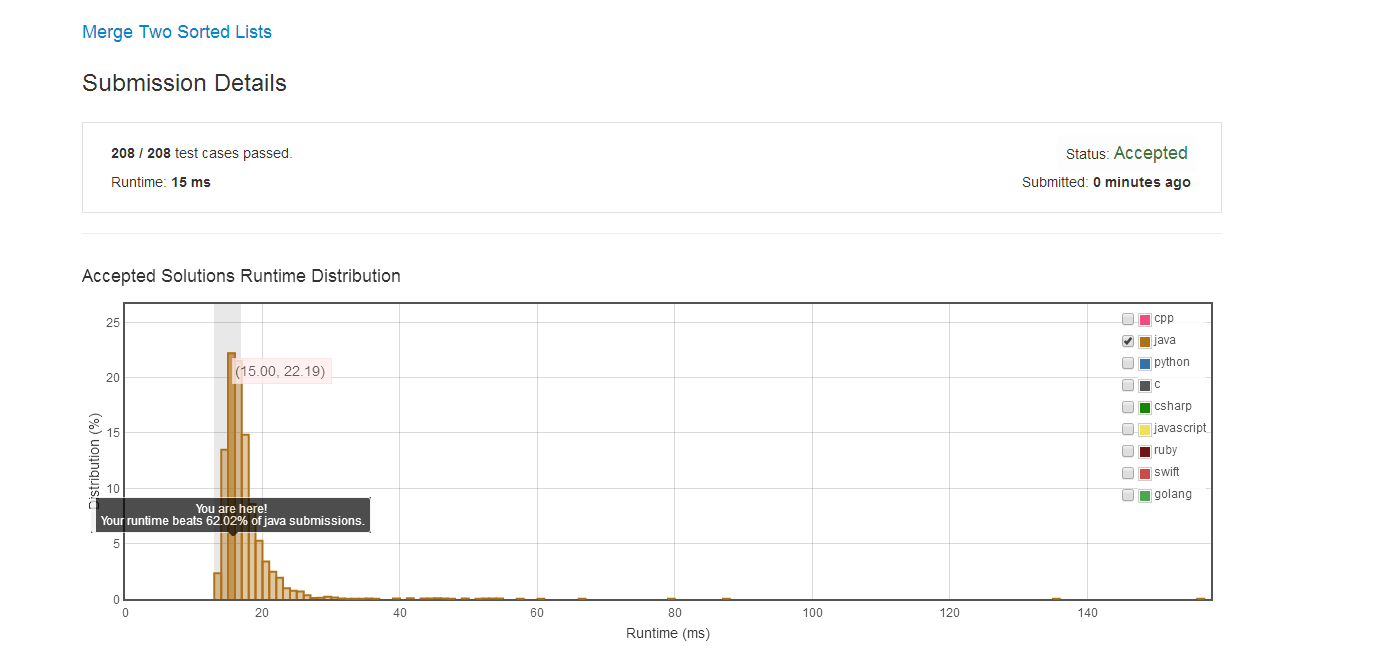 Merge Two Sorted Lists
Submission Details
208 / 208 test cases passed.
Status: Accepted
Runtime: 15 ms
Submitted: 0 minutes ago
Accepted Solutions Runtime Distribution
Distribution (%)
25
20
15
10
5
0
(15.00, 22.19)
You are here!
Your runtime beats 62.02% of java submissions.
cpp
java
python
c
csharp
javascript
ruby
swift
golang
0 20 40 60 80 100 120 140
Runtime (ms)